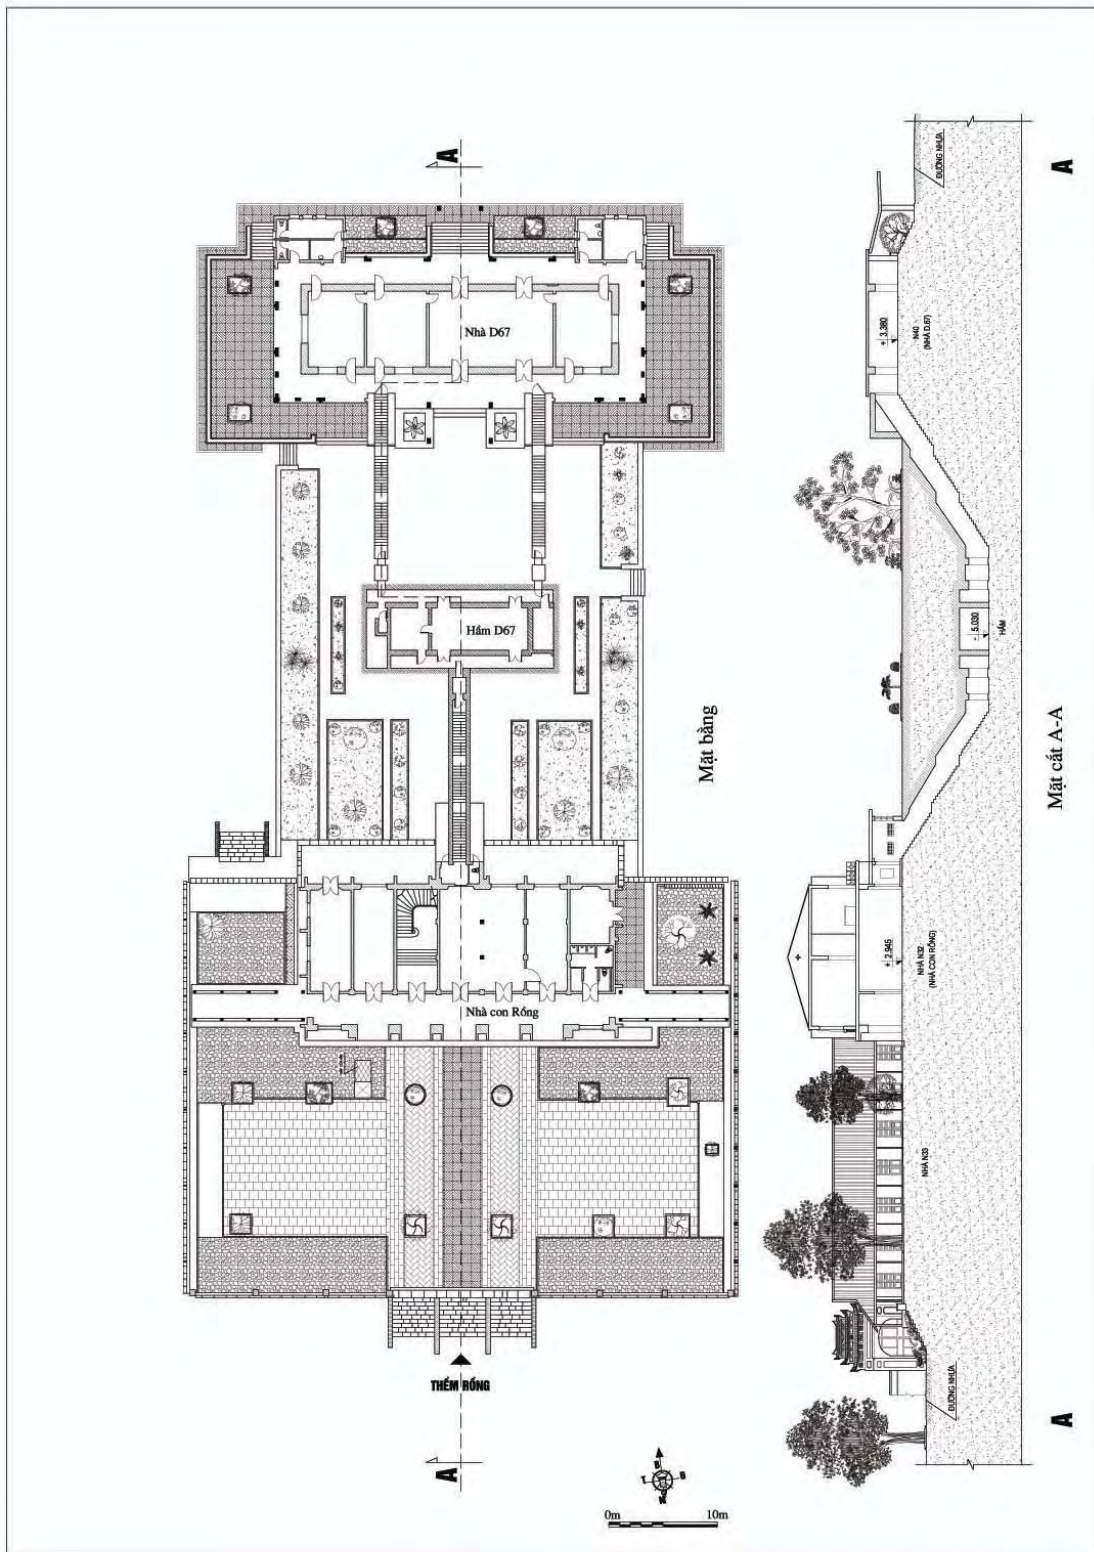 A
Nhà D67
Hầm D67
Mặt bằng
Nhà con Rồng
THỀM RỒNG
A
0m
10m
A
ĐƯỜNG NHỰA
+ 3.380
N40
(NHÀ D.67)
- 5.030
HẦM
Mặt cắt A-A
+ 2.945
NHÀ N32
(NHÀ CON RỒNG)
NHÀ N33
ĐƯỜNG NHỰA
A